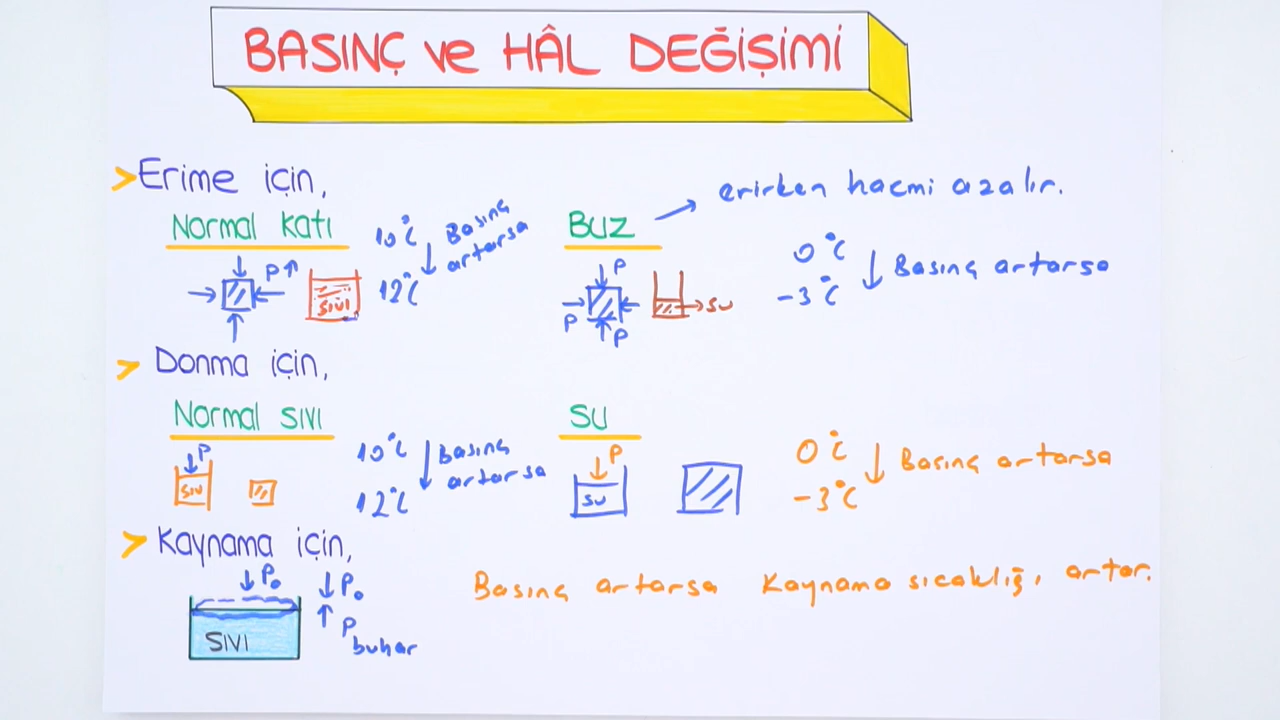 BASINÇ ve HÂL DEĞİŞİMİ
> Erime için,
Normal Katı
P↑
SIVI
10°C
↓ Basınç artarsa
12°C
BUZ → erirken hacmi azalır.
P
P
P
→ su
0°C
↓ Basınç artarsa
-3°C
> Donma için,
Normal SIVI
P
SIVI
10°C
↓ Basınç artarsa
12°C
SU
P
SU
0°C
↓ Basınç artarsa
-3°C
> Kaynama için,
↓ P₀
↓ P₀
↑ P buhar
SIVI
Basınç artarsa Kaynama sıcaklığı artar.